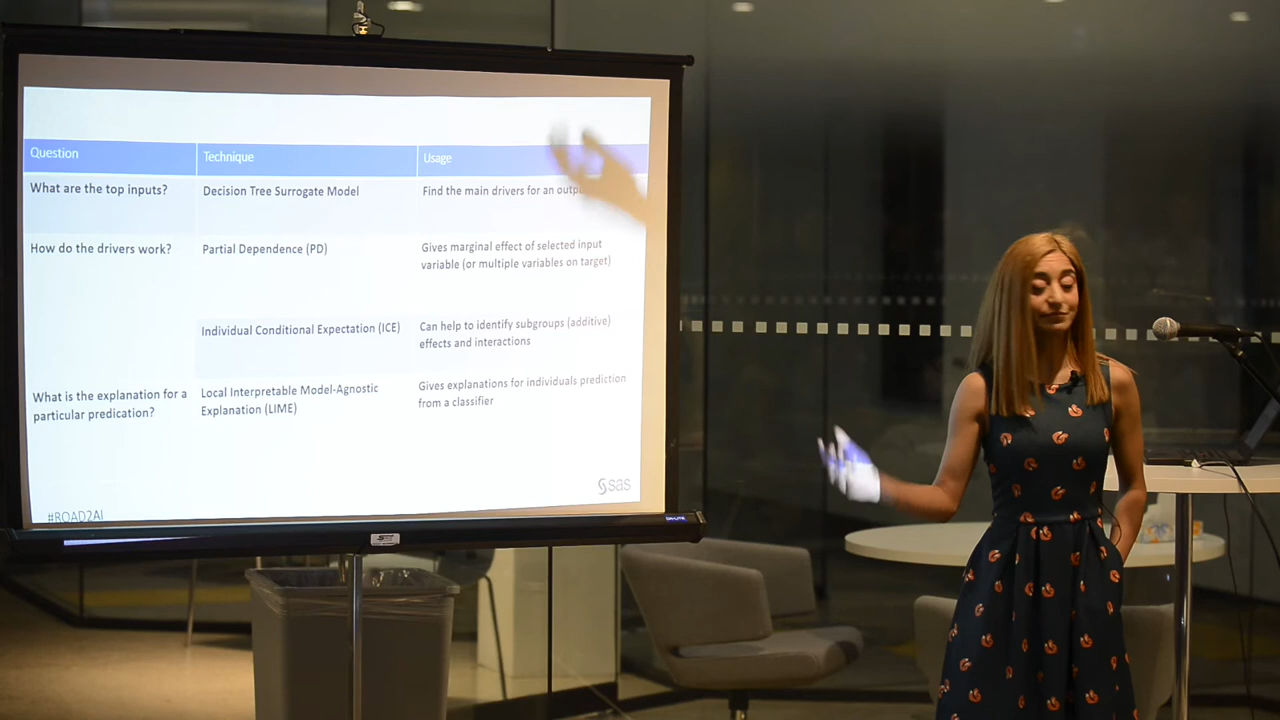 Question Technique Usage
What are the top inputs? Decision Tree Surrogate Model Find the main drivers for an
How do the drivers work? Partial Dependence (PD) Gives marginal effect of selected input
variable (or multiple variables on target)
Individual Conditional Expectation (ICE) Can help to identify subgroups (additive)
effects and interactions
What is the explanation for a Local Interpretable Model-Agnostic Gives explanations for individuals prediction
particular predication? Explanation (LIME) from a classifier
sas
#ROAD2AI